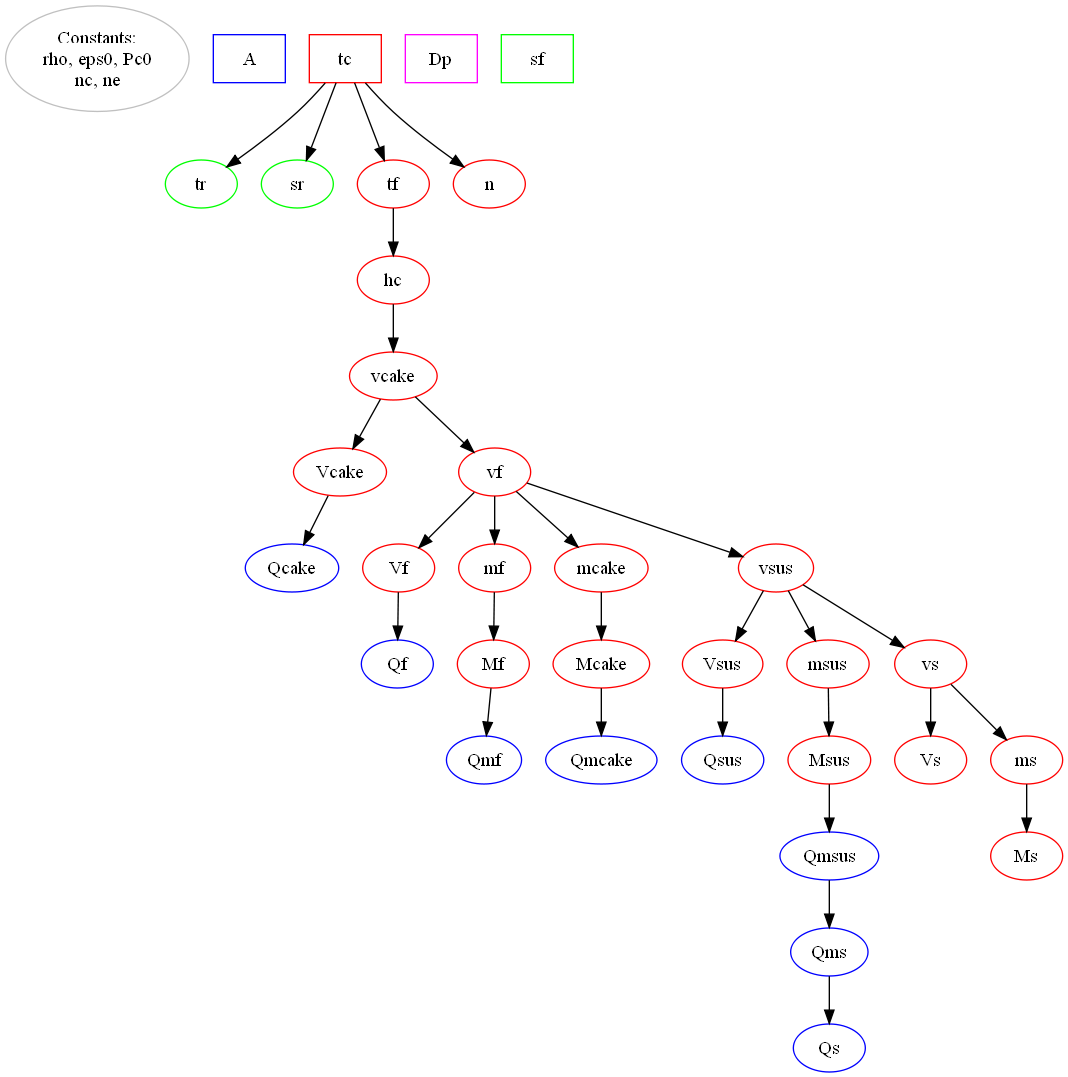 Constants:
rho, eps0, Pc0
nc, ne
A
tc
Dp
sf
tr
sr
tf
n
hc
vcake
Vcake
vf
Qcake
Vf
mf
mcake
vsus
Qf
Mf
Mcake
Vsus
msus
vs
Qmf
Qmcake
Qsus
Msus
Vs
ms
Qmsus
Ms
Qms
Qs